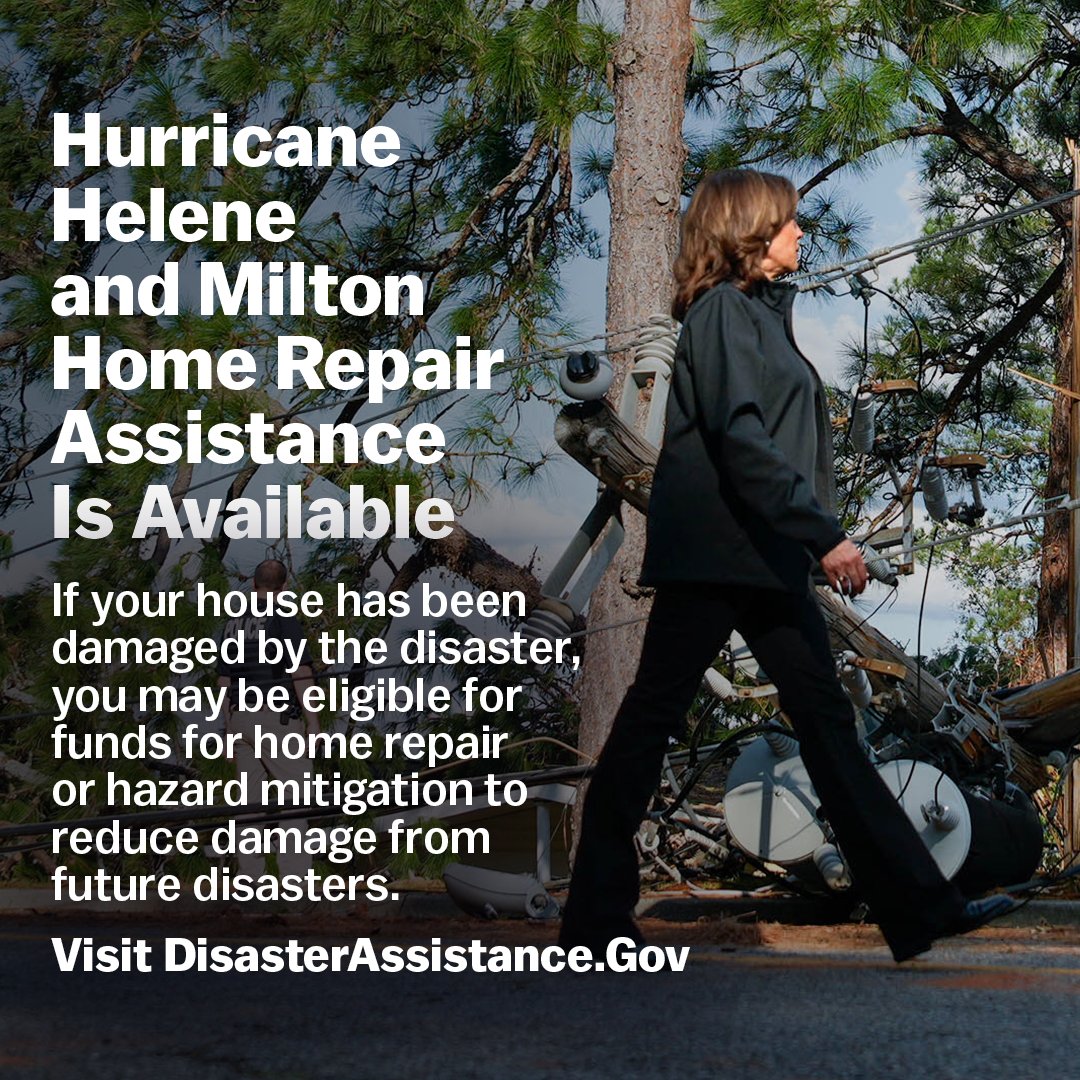 Hurricane
Helene
and Milton
Home Repair
Assistance
Is Available
If your house has been
damaged by the disaster,
you may be eligible for
funds for home repair
or hazard mitigation to
reduce damage from
future disasters.
Visit DisasterAssistance.Gov